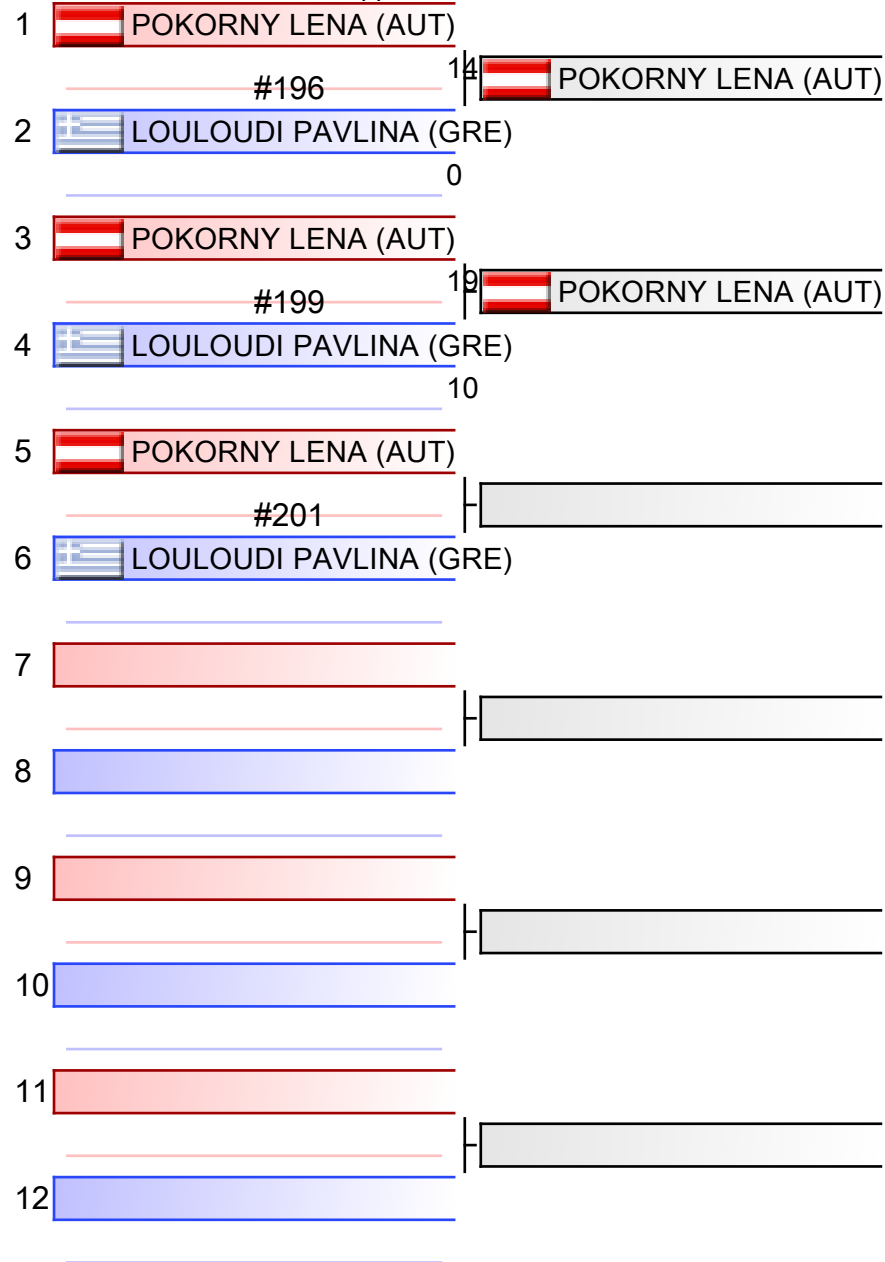 1 POKORNY LENA (AUT)
14 POKORNY LENA (AUT)
#196
2 LOULOUDI PAVLINA (GRE)
0
3 POKORNY LENA (AUT)
19 POKORNY LENA (AUT)
#199
4 LOULOUDI PAVLINA (GRE)
10
5 POKORNY LENA (AUT)
#201
6 LOULOUDI PAVLINA (GRE)
7
8
9
10
11
12